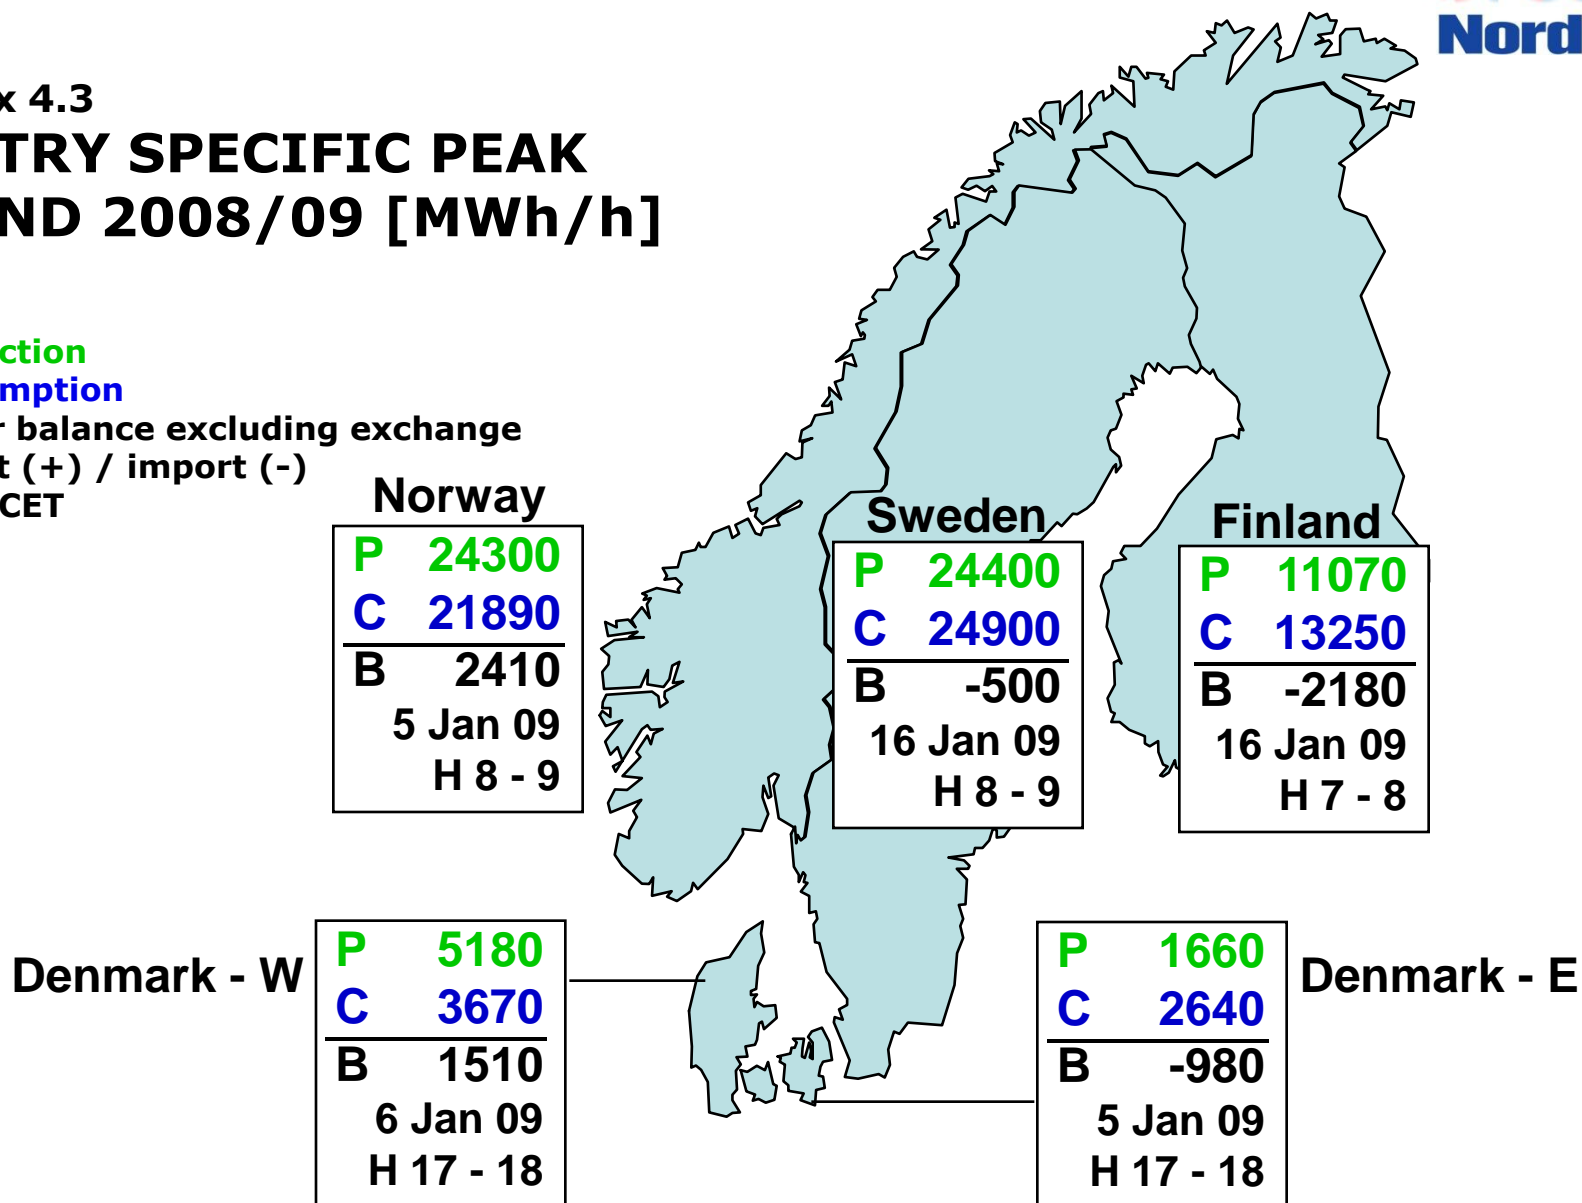 Nord
x 4.3
TRY SPECIFIC PEAK
ND 2008/09 [MWh/h]
ction
mption
r balance excluding exchange
t (+) / import (-)
CET
Norway
P 24300
C 21890
B 2410
5 Jan 09
H 8 - 9
Sweden
P 24400
C 24900
B -500
16 Jan 09
H 8 - 9
Finland
P 11070
C 13250
B -2180
16 Jan 09
H 7 - 8
Denmark - W
P 5180
C 3670
B 1510
6 Jan 09
H 17 - 18
P 1660
C 2640
B -980
5 Jan 09
H 17 - 18
Denmark - E